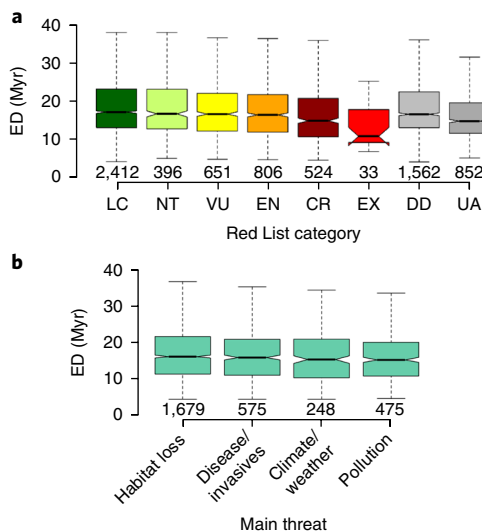 a
40
30
20
10
0
ED (Myr)
2,412 396 651 806 524 33 1,562 852
LC NT VU EN CR EX DD UA
Red List category
b
40
30
20
10
0
ED (Myr)
1,679 575 248 475
Habitat loss
Disease/
invasives
Climate/
weather
Pollution
Main threat